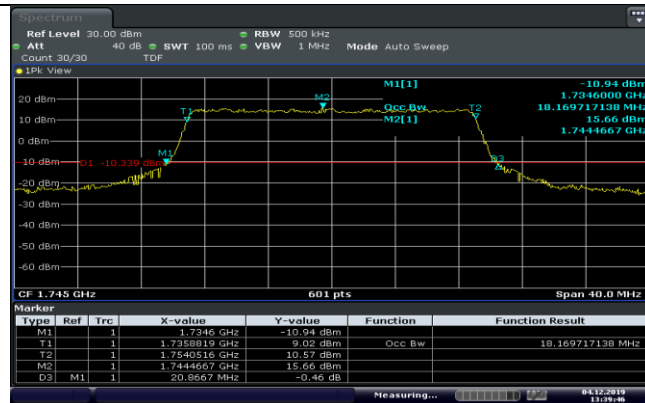 Spectrum
Ref Level 30.00 dBm RBW 500 kHz
Att 40 dB SWT 100 ms VBW 1 MHz Mode Auto Sweep
Count 30/30 TDF
1Pk View
M1[1] -10.94 dBm
1.7346000 GHz
20 dBm M2 Occ Bw 18.169717138 MHz
T1 T2
10 dBm M2[1] 15.66 dBm
1.7444667 GHz
0 dBm
M1
-10 dBm D1 -10.339 dBm D3
-20 dBm
-30 dBm
-40 dBm
-50 dBm
-60 dBm
CF 1.745 GHz 601 pts Span 40.0 MHz
Marker
Type Ref Trc X-value Y-value Function Function Result
M1 1 1.7346 GHz -10.94 dBm
T1 1 1.7358819 GHz 9.02 dBm Occ Bw 18.169717138 MHz
T2 1 1.7540516 GHz 10.57 dBm
M2 1 1.7444667 GHz 15.66 dBm
D3 M1 1 20.8667 MHz -0.46 dB
Measuring... 04.12.2019
13:39:46